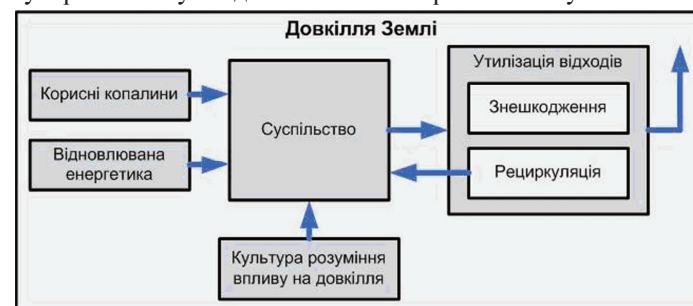 Довкілля Землі
Корисні копалини
Відновлювана
енергетика
Суспільство
Культура розуміння
впливу на довкілля
Утилізація відходів
Знешкодження
Рециркуляція